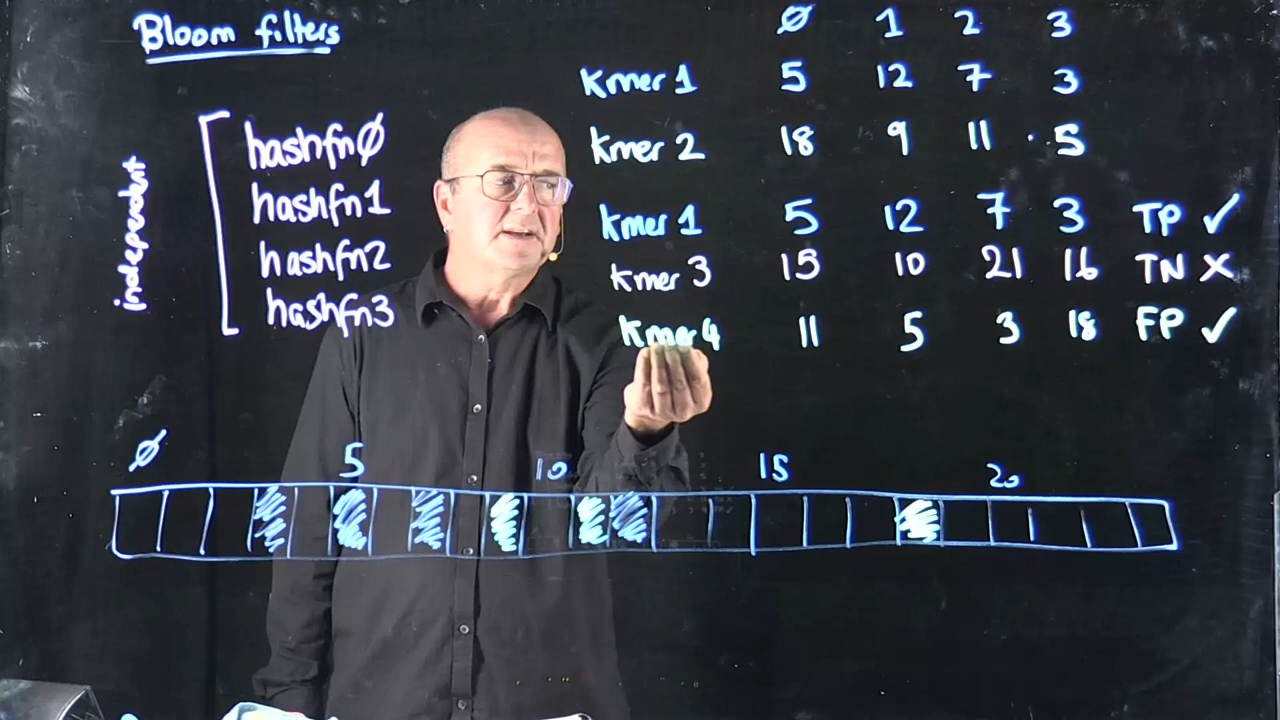 Bloom filters
∅ 1 2 3
Kmer 1 5 12 7 3
Kmer 2 18 9 11 5
Kmer 1 5 12 7 3 TP ✓
Kmer 3 15 10 21 16 TN ✗
Kmer 4 11 5 3 18 FP ✓
independent
hashfn∅
hashfn1
hashfn2
hashfn3
∅ 5 10 15 20